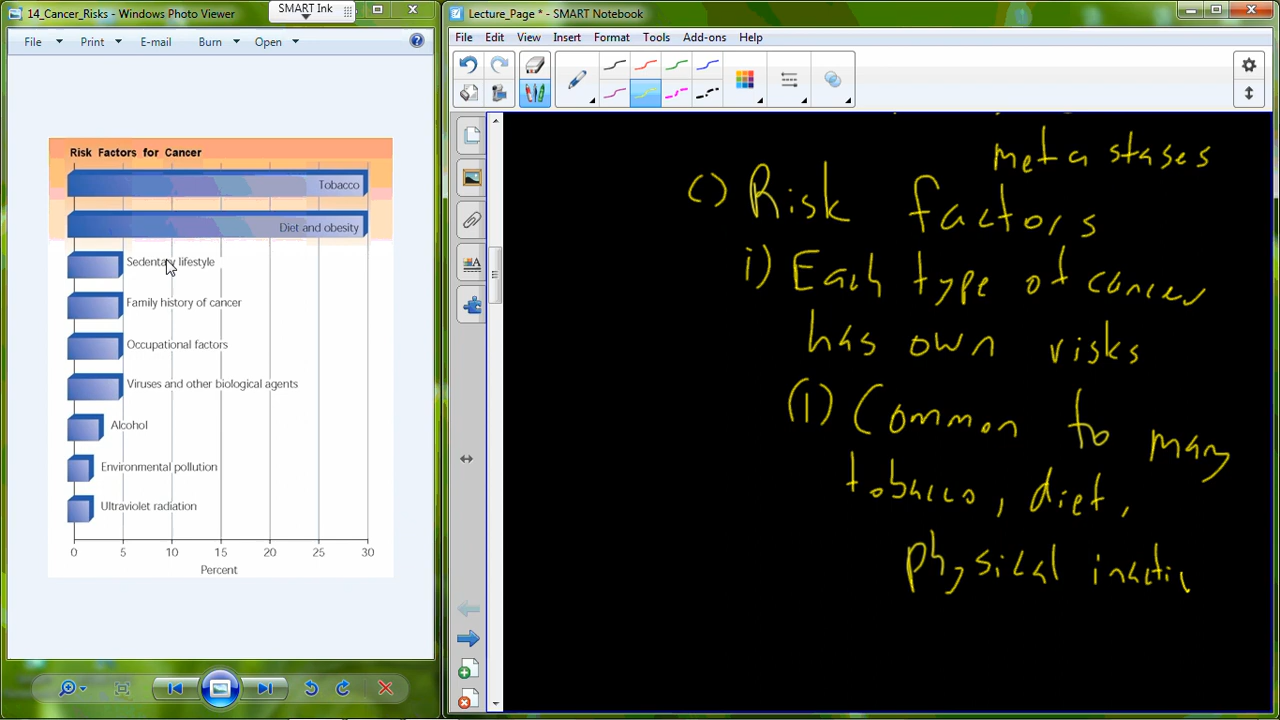 14_Cancer_Risks - Windows Photo Viewer
SMART Ink
File Print E-mail Burn Open
Risk Factors for Cancer
Tobacco
Diet and obesity
Sedentary lifestyle
Family history of cancer
Occupational factors
Viruses and other biological agents
Alcohol
Environmental pollution
Ultraviolet radiation
0 5 10 15 20 25 30
Percent
Lecture_Page * - SMART Notebook
File Edit View Insert Format Tools Add-ons Help
metastases
c) Risk factors
i) Each type of cancer
has own risks
(1) Common to many
tobacco, diet,
physical inactiv